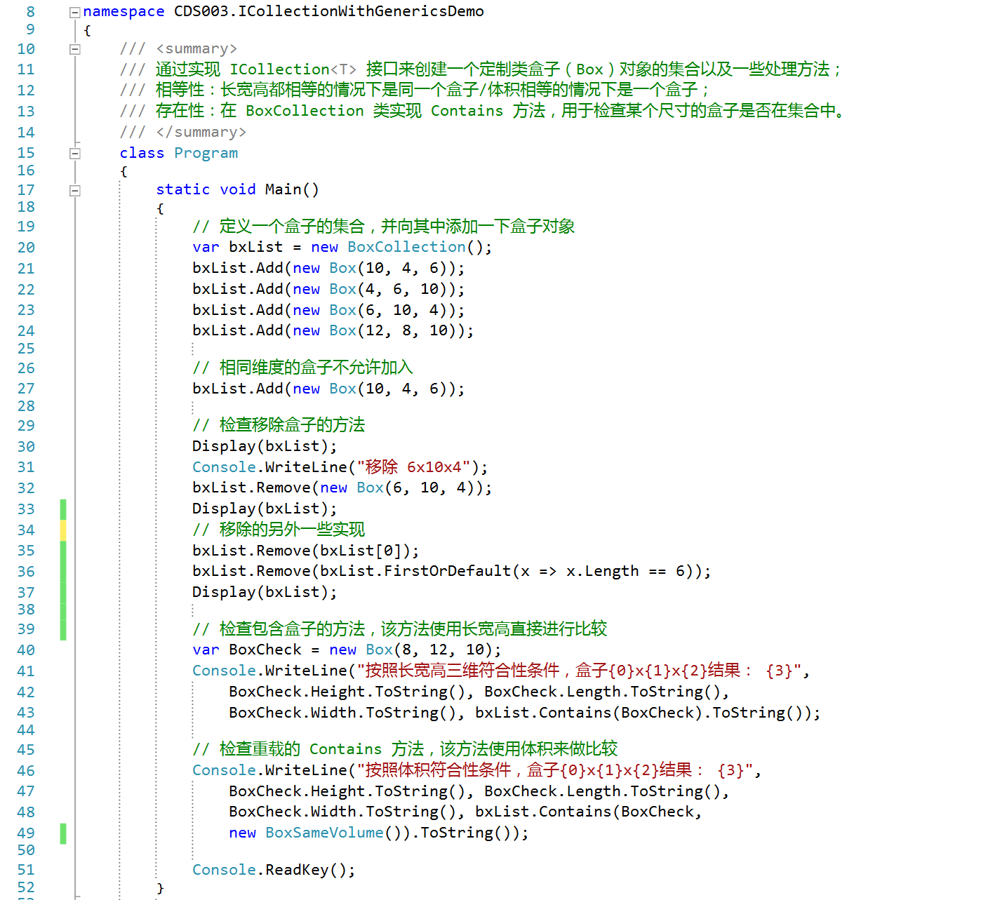 8 namespace CDS003.ICollectionWithGenericsDemo
9 {
10 /// <summary>
11 /// 通过实现 ICollection<T> 接口来创建一个定制类盒子(Box)对象的集合以及一些处理方法;
12 /// 相等性:长宽高都相等的情况下是同一个盒子/体积相等的情况下是一个盒子;
13 /// 存在性:在 BoxCollection 类实现 Contains 方法,用于检查某个尺寸的盒子是否在集合中。
14 /// </summary>
15 class Program
16 {
17 static void Main()
18 {
19 // 定义一个盒子的集合,并向其中添加一下盒子对象
20 var bxList = new BoxCollection();
21 bxList.Add(new Box(10, 4, 6));
22 bxList.Add(new Box(4, 6, 10));
23 bxList.Add(new Box(6, 10, 4));
24 bxList.Add(new Box(12, 8, 10));
25
26 // 相同维度的盒子不允许加入
27 bxList.Add(new Box(10, 4, 6));
28
29 // 检查移除盒子的方法
30 Display(bxList);
31 Console.WriteLine("移除 6x10x4");
32 bxList.Remove(new Box(6, 10, 4));
33 Display(bxList);
34 // 移除的另外一些实现
35 bxList.Remove(bxList[0]);
36 bxList.Remove(bxList.FirstOrDefault(x => x.Length == 6));
37 Display(bxList);
38
39 // 检查包含盒子的方法,该方法使用长宽高直接进行比较
40 var BoxCheck = new Box(8, 12, 10);
41 Console.WriteLine("按照长宽高三维符合性条件,盒子{0}x{1}x{2}结果: {3}",
42 BoxCheck.Height.ToString(), BoxCheck.Length.ToString(),
43 BoxCheck.Width.ToString(), bxList.Contains(BoxCheck).ToString());
44
45 // 检查重载的 Contains 方法,该方法使用体积来做比较
46 Console.WriteLine("按照体积符合性条件,盒子{0}x{1}x{2}结果: {3}",
47 BoxCheck.Height.ToString(), BoxCheck.Length.ToString(),
48 BoxCheck.Width.ToString(), bxList.Contains(BoxCheck,
49 new BoxSameVolume()).ToString());
50
51 Console.ReadKey();
52 }